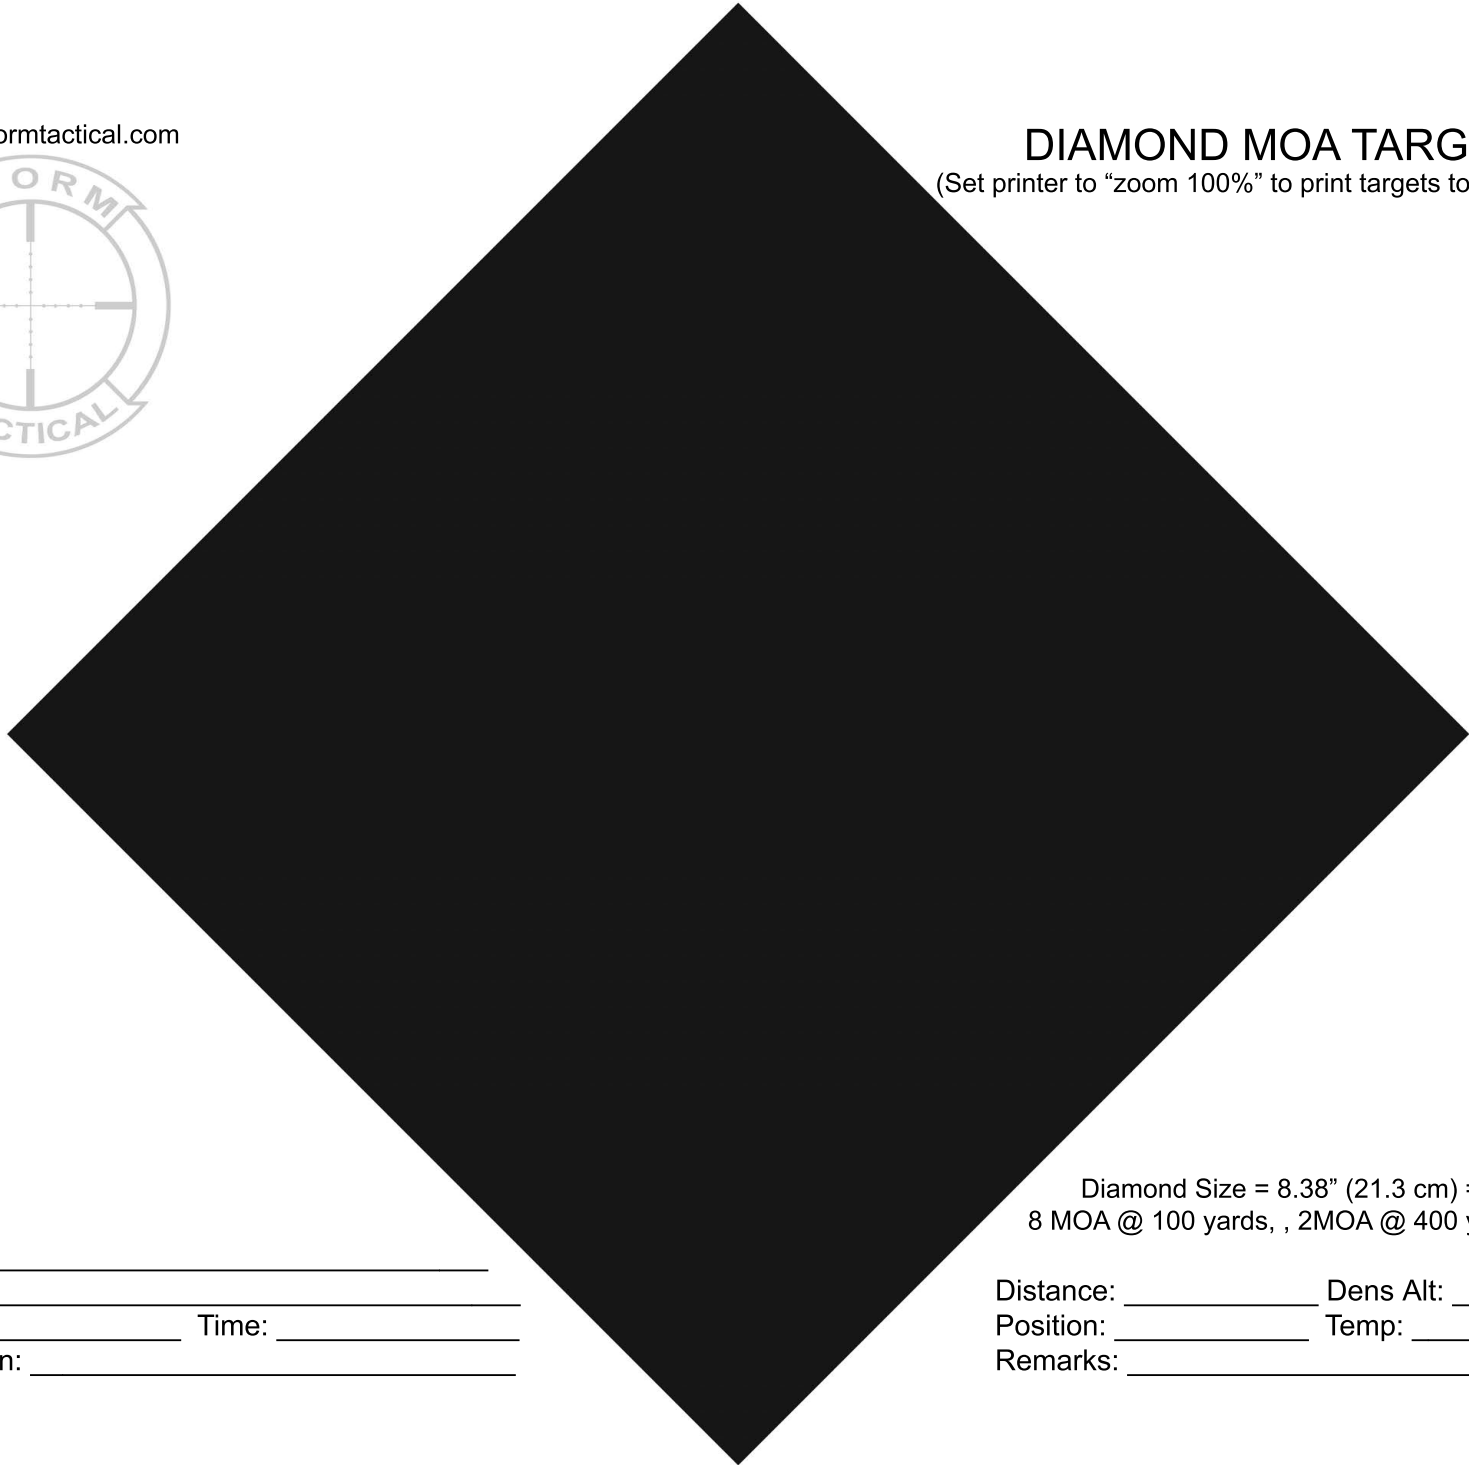 ormtactical.com
ORM
CTICAL
DIAMOND MOA TARG
(Set printer to “zoom 100%” to print targets to
Diamond Size = 8.38” (21.3 cm) =
8 MOA @ 100 yards, , 2MOA @ 400 y
Time:
n:
Distance: Dens Alt:
Position: Temp:
Remarks: